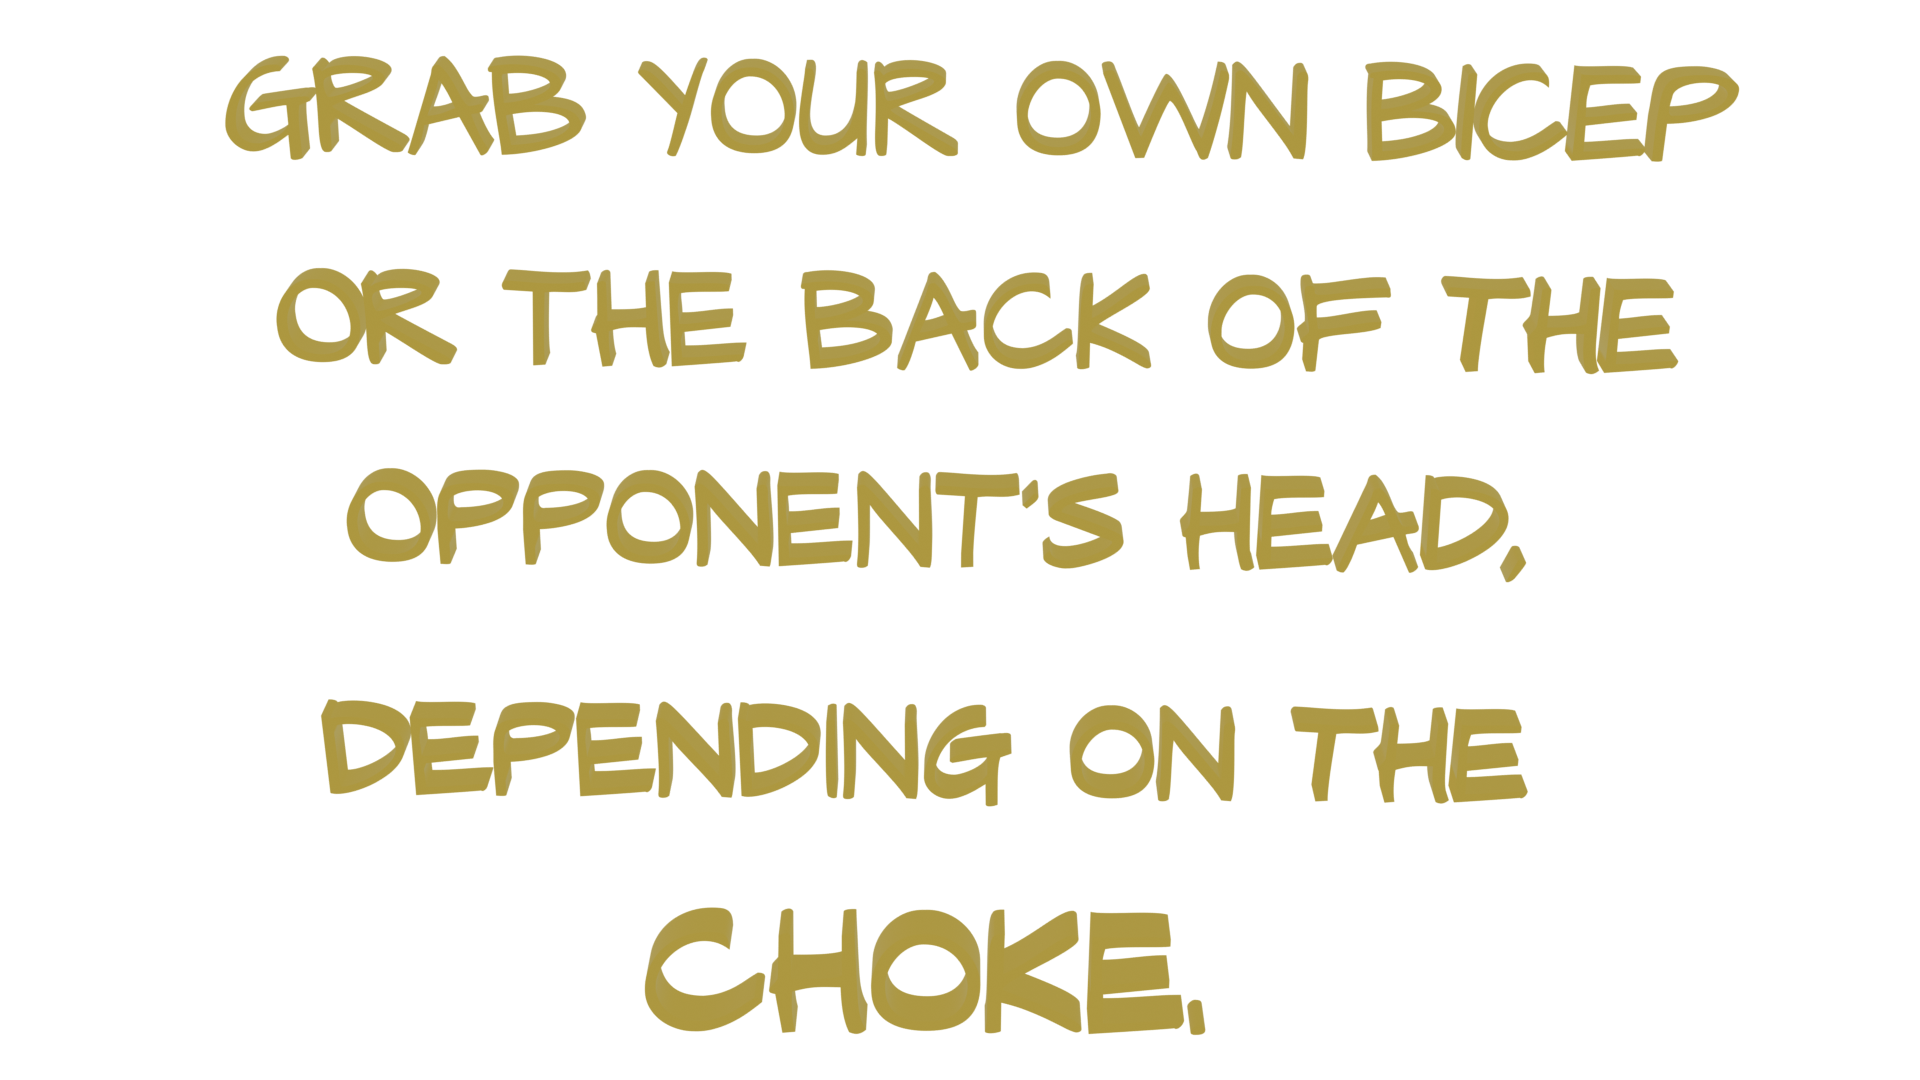 GRAB YOUR OWN BICEP
OR THE BACK OF THE
OPPONENT'S HEAD,
DEPENDING ON THE
CHOKE.